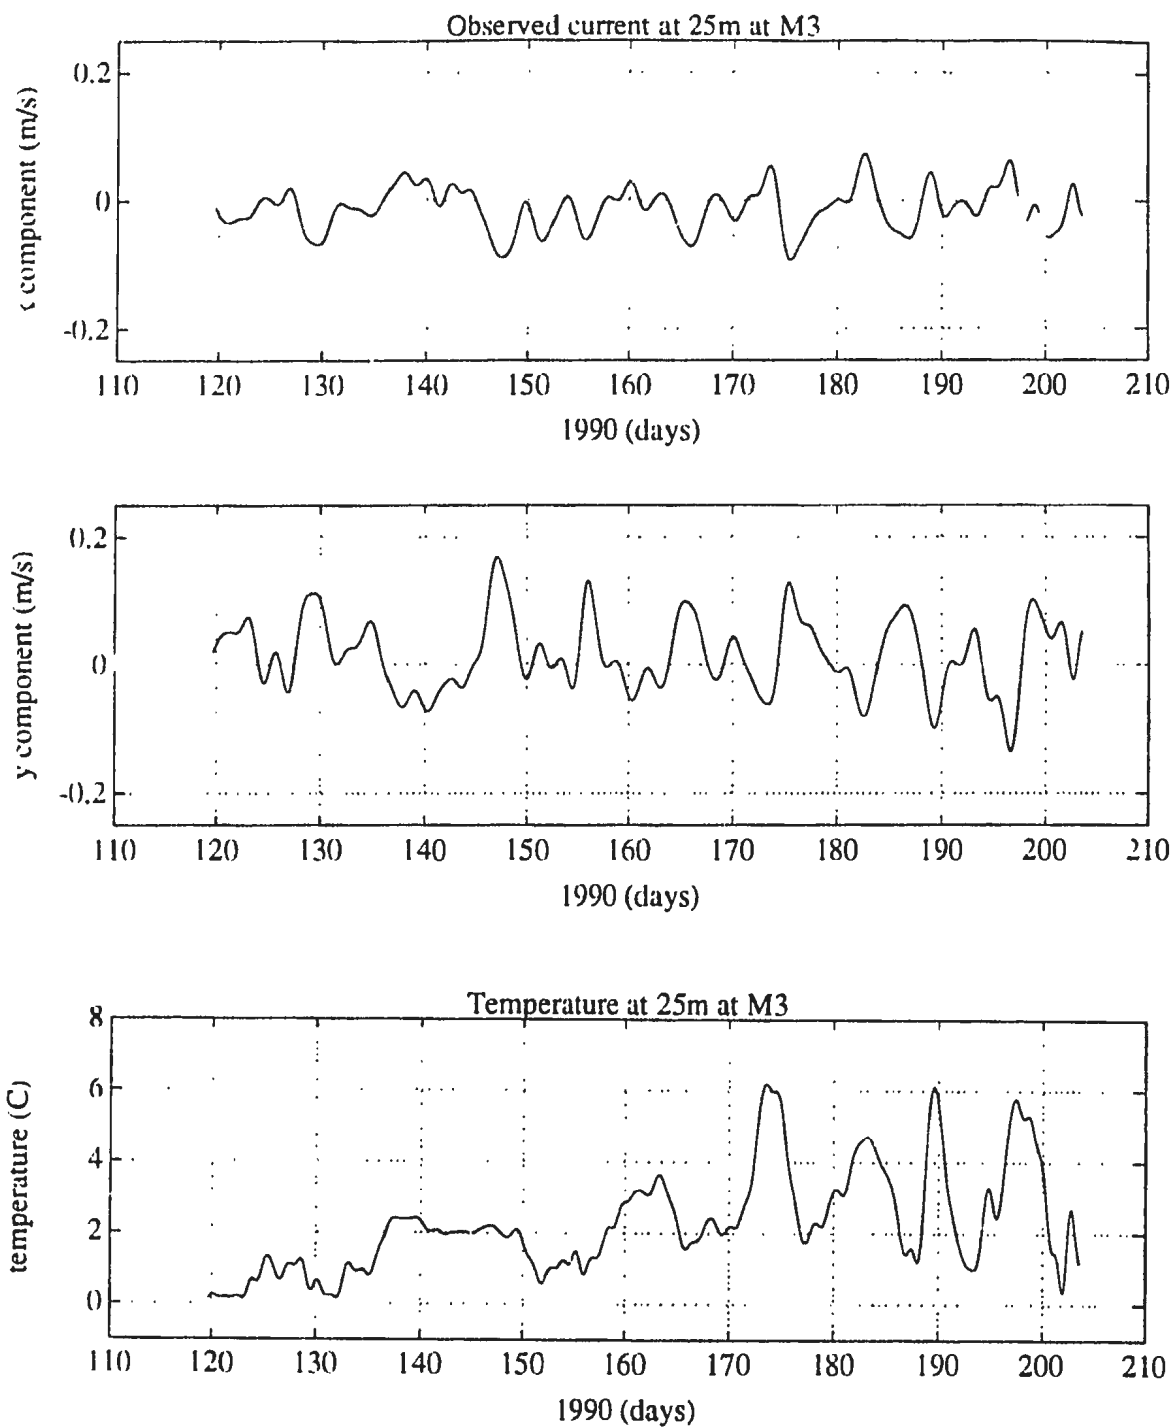 Observed current at 25m at M3
x component (m/s)
0.2
0
-0.2
110 120 130 140 150 160 170 180 190 200 210
1990 (days)
y component (m/s)
0.2
0
-0.2
110 120 130 140 150 160 170 180 190 200 210
1990 (days)
Temperature at 25m at M3
temperature (C)
8
6
4
2
0
110 120 130 140 150 160 170 180 190 200 210
1990 (days)